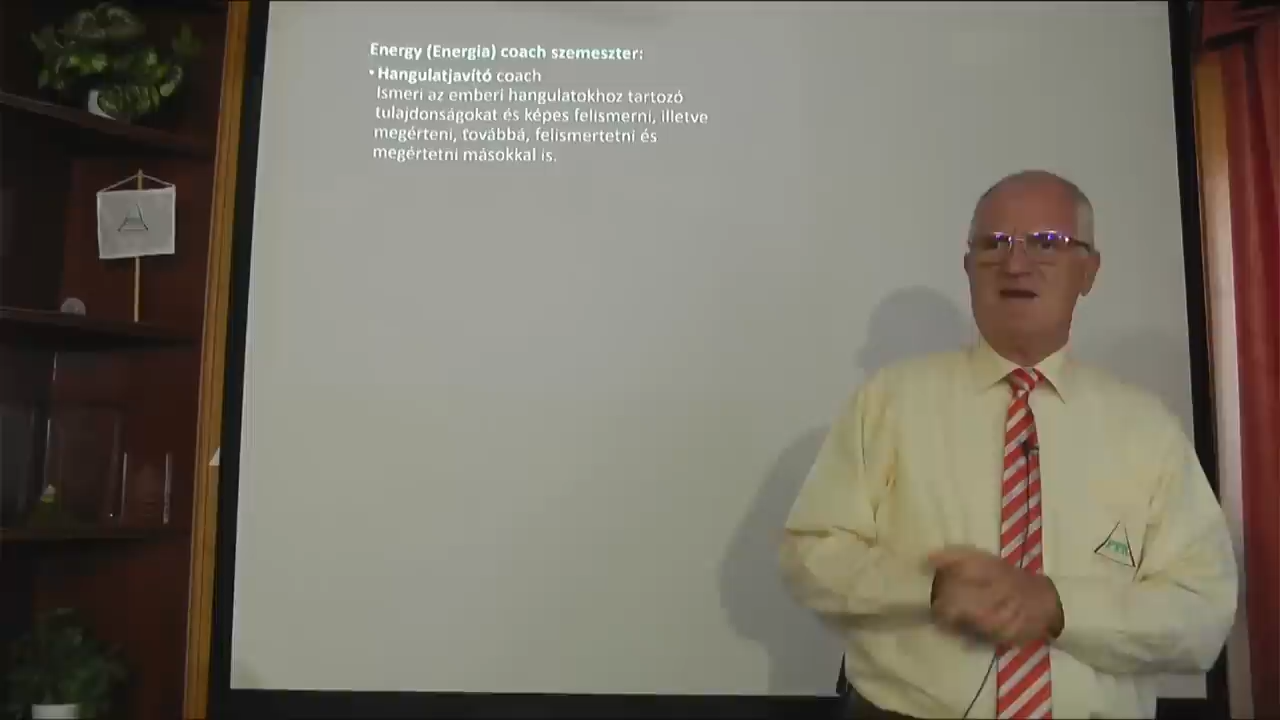 Energy (Energia) coach szemeszter:
• Hangulatjavító coach
Ismeri az emberi hangulatokhoz tartozó
tulajdonságokat és képes felismerni, illetve
megérteni, továbbá, felismertetni és
megértetni másokkal is.